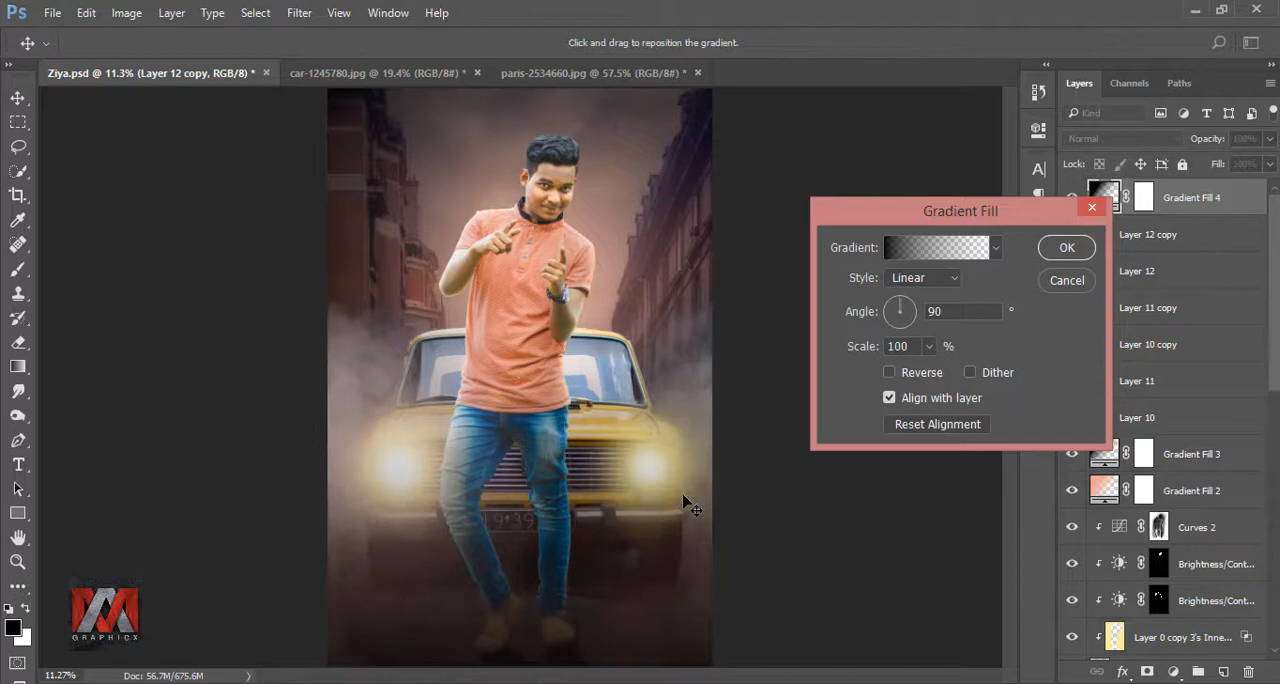 Ps File Edit Image Layer Type Select Filter View Window Help
Click and drag to reposition the gradient.
Ziya.psd @ 11.3% (Layer 12 copy, RGB/8) * × car-1245780.jpg @ 19.4% (RGB/8#) * × paris-2534660.jpg @ 57.5% (RGB/8#) * ×
Layers Channels Paths
Kind
Normal Opacity: 100%
Lock: Fill: 100%
Gradient Fill 4
Layer 12 copy
Layer 12
Layer 11 copy
Layer 10 copy
Layer 11
Layer 10
Gradient Fill 3
Gradient Fill 2
Curves 2
Brightness/Cont...
Brightness/Cont...
Layer 0 copy 3's Inne...
Gradient Fill
Gradient: OK
Style: Linear Cancel
Angle: 90 °
Scale: 100 %
Reverse Dither
Align with layer
Reset Alignment
GRAPHICX
11.27% Doc: 56.7M/675.6M